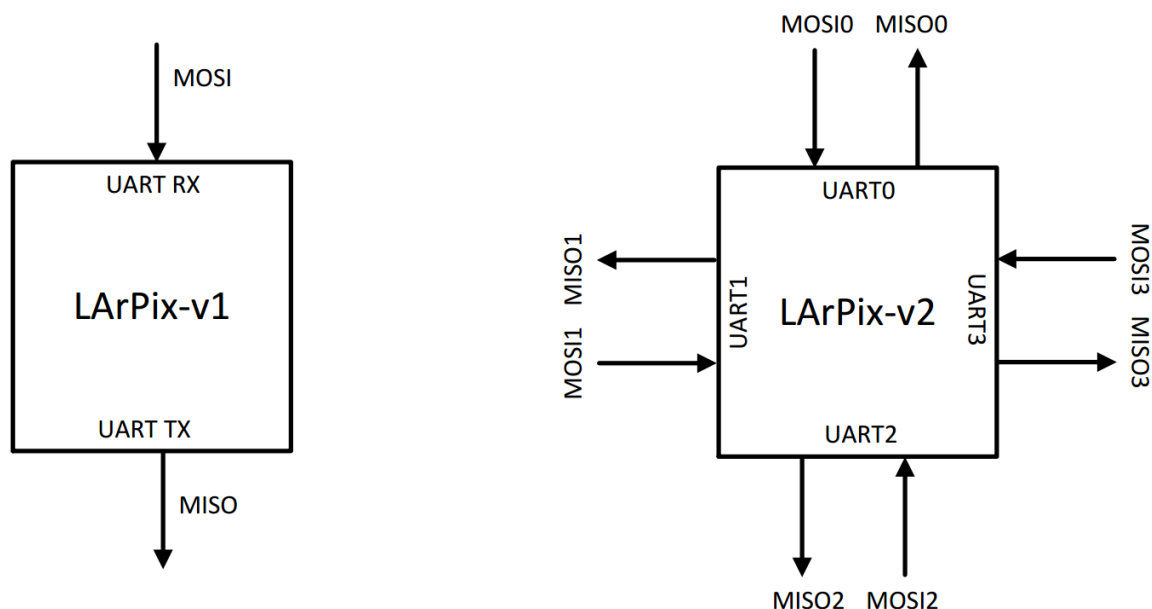 MOSI
UART RX
LArPix-v1
UART TX
MISO
MOSI0 MISO0
UART0
MISO1
MOSI1
UART1
LArPix-v2
UART3
MOSI3
MISO3
UART2
MISO2 MOSI2